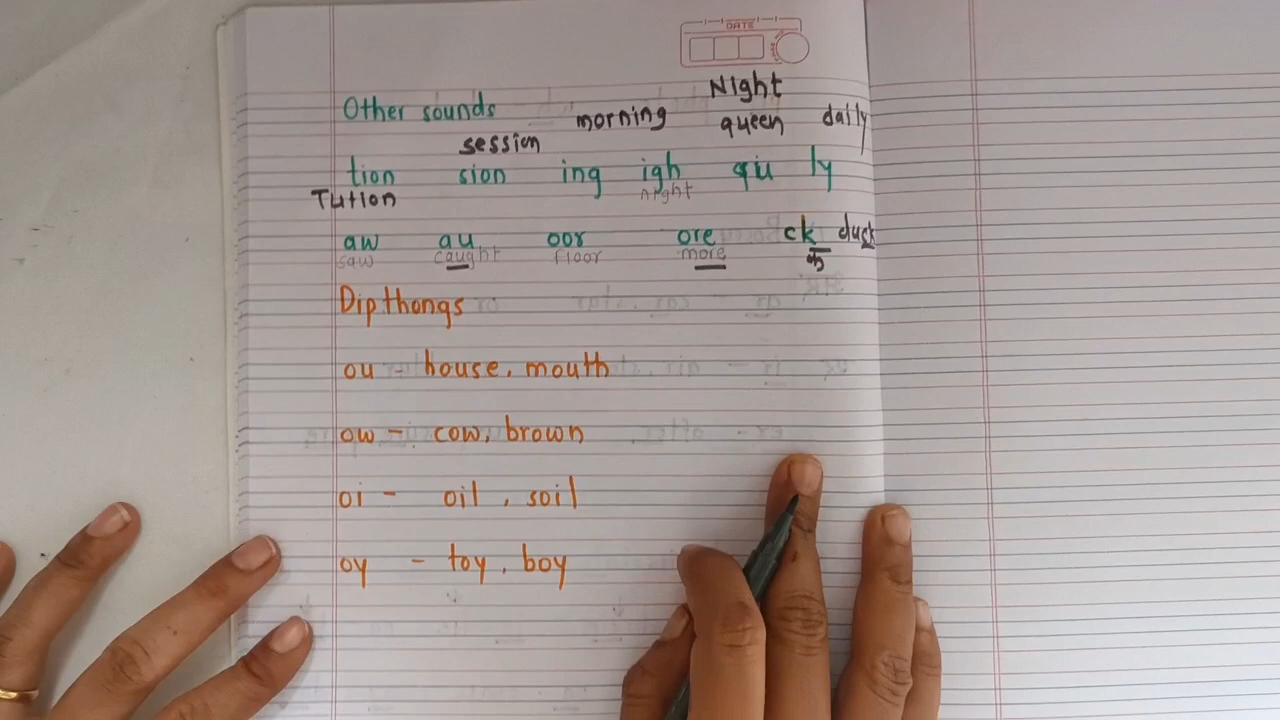 DATE
Night
Other sounds morning queen daily
session
tion sion ing igh qu ly
Tution night
aw au oor ore ck duck
saw caught floor more क
Dipthongs
ou - house, mouth
ow - cow, brown
oi - oil, soil
oy - toy, boy